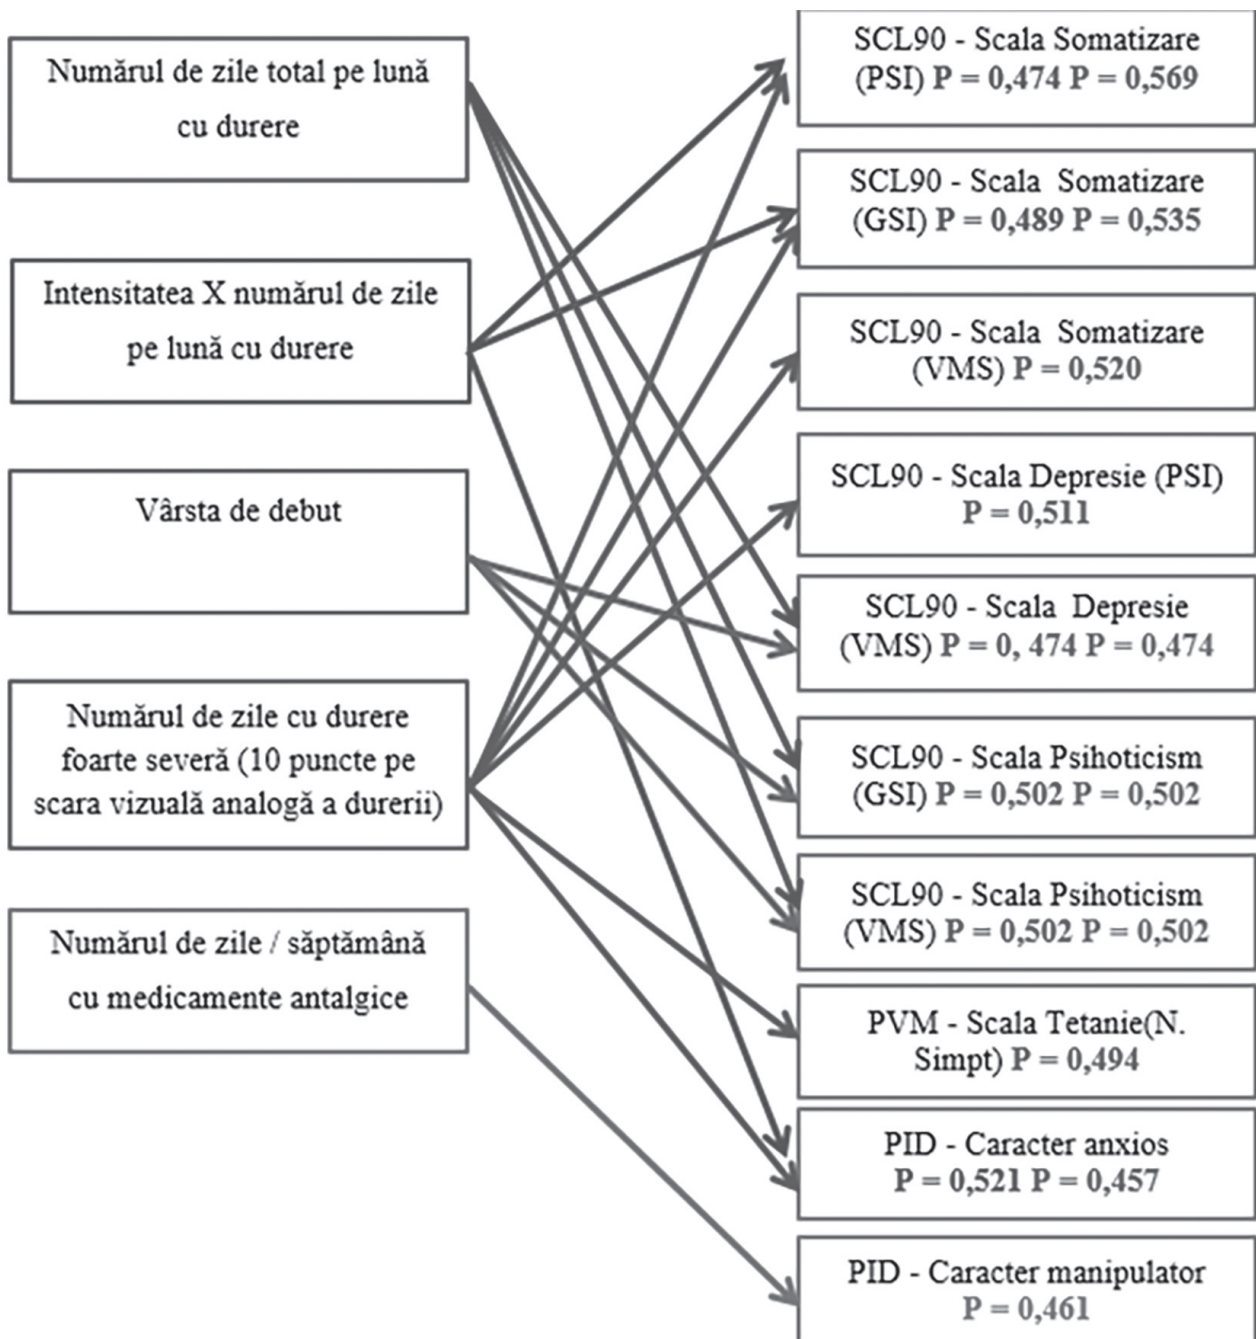 Numărul de zile total pe lună
cu durere
Intensitatea X numărul de zile
pe lună cu durere
Vârsta de debut
Numărul de zile cu durere
foarte severă (10 puncte pe
scara vizuală analogă a durerii)
Numărul de zile / săptămână
cu medicamente antalgice
SCL90 - Scala Somatizare
(PSI) P = 0,474 P = 0,569
SCL90 - Scala Somatizare
(GSI) P = 0,489 P = 0,535
SCL90 - Scala Somatizare
(VMS) P = 0,520
SCL90 - Scala Depresie (PSI)
P = 0,511
SCL90 - Scala Depresie
(VMS) P = 0, 474 P = 0,474
SCL90 - Scala Psihoticism
(GSI) P = 0,502 P = 0,502
SCL90 - Scala Psihoticism
(VMS) P = 0,502 P = 0,502
PVM - Scala Tetanie(N.
Simpt) P = 0,494
PID - Caracter anxios
P = 0,521 P = 0,457
PID - Caracter manipulator
P = 0,461